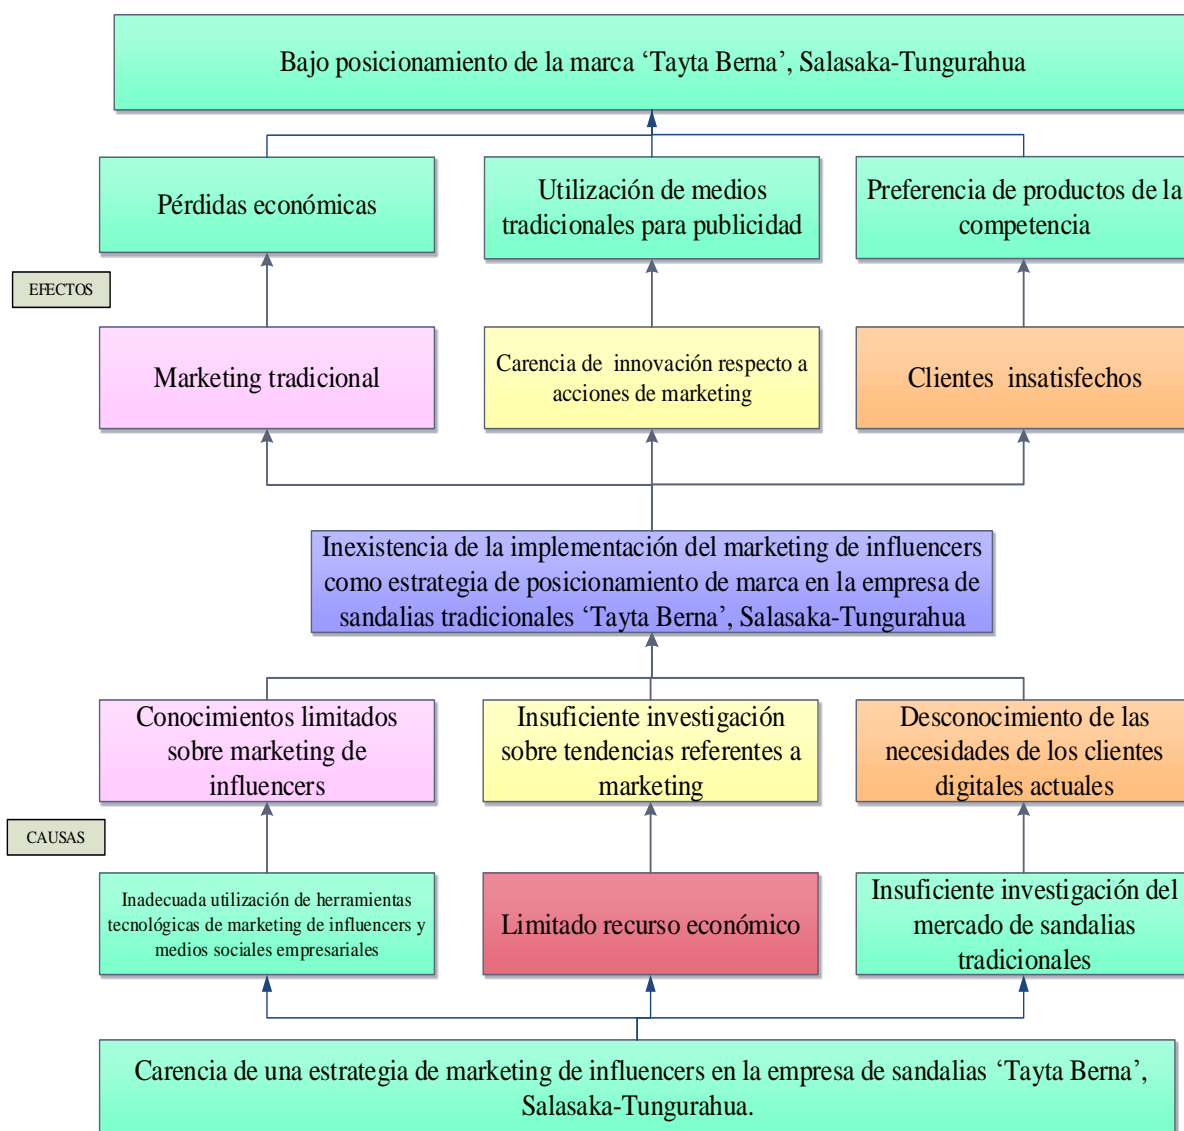 Bajo posicionamiento de la marca ‘Tayta Berna’, Salasaka-Tungurahua
Pérdidas económicas
Utilización de medios
tradicionales para publicidad
Preferencia de productos de la
competencia
EFECTOS
Marketing tradicional
Carencia de innovación respecto a
acciones de marketing
Clientes insatisfechos
Inexistencia de la implementación del marketing de influencers
como estrategia de posicionamiento de marca en la empresa de
sandalias tradicionales ‘Tayta Berna’, Salasaka-Tungurahua
Conocimientos limitados
sobre marketing de
influencers
Insuficiente investigación
sobre tendencias referentes a
marketing
Desconocimiento de las
necesidades de los clientes
digitales actuales
CAUSAS
Inadecuada utilización de herramientas
tecnológicas de marketing de influencers y
medios sociales empresariales
Limitado recurso económico
Insuficiente investigación del
mercado de sandalias
tradicionales
Carencia de una estrategia de marketing de influencers en la empresa de sandalias ‘Tayta Berna’,
Salasaka-Tungurahua.